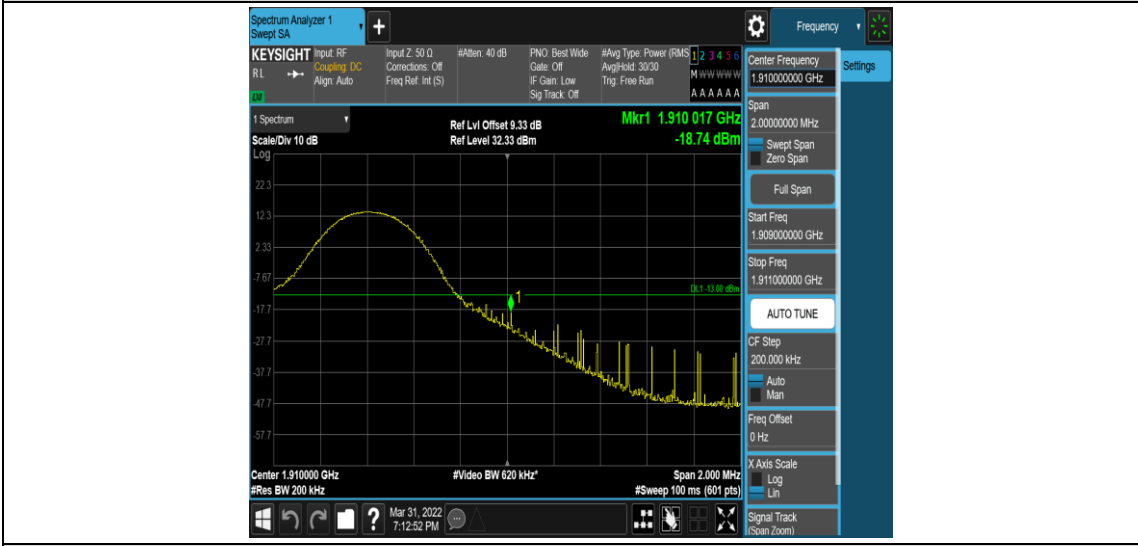 Spectrum Analyzer 1
Swept SA
+
Frequency
KEYSIGHT
RL
Input: RF
Coupling: DC
Align: Auto
Input Z: 50 Ω
Corrections: Off
Freq Ref: Int (S)
#Atten: 40 dB
PNO: Best Wide
Gate: Off
IF Gain: Low
Sig Track: Off
#Avg Type: Power (RMS
Avg|Hold: 30/30
Trig: Free Run
1 2 3 4 5 6
M W W W W W
A A A A A A
1 Spectrum
Scale/Div 10 dB
Log
Ref Lvl Offset 9.33 dB
Ref Level 32.33 dBm
Mkr1 1.910 017 GHz
-18.74 dBm
22.3
12.3
2.33
-7.67
-17.7
-27.7
-37.7
-47.7
-57.7
DL1 -13.00 dBm
1
Center 1.910000 GHz
#Res BW 200 kHz
#Video BW 620 kHz*
Span 2.000 MHz
#Sweep 100 ms (601 pts)
?
Mar 31, 2022
7:12:52 PM
Center Frequency
1.910000000 GHz
Settings
Span
2.00000000 MHz
Swept Span
Zero Span
Full Span
Start Freq
1.909000000 GHz
Stop Freq
1.911000000 GHz
AUTO TUNE
CF Step
200.000 kHz
Auto
Man
Freq Offset
0 Hz
X Axis Scale
Log
Lin
Signal Track
(Span Zoom)